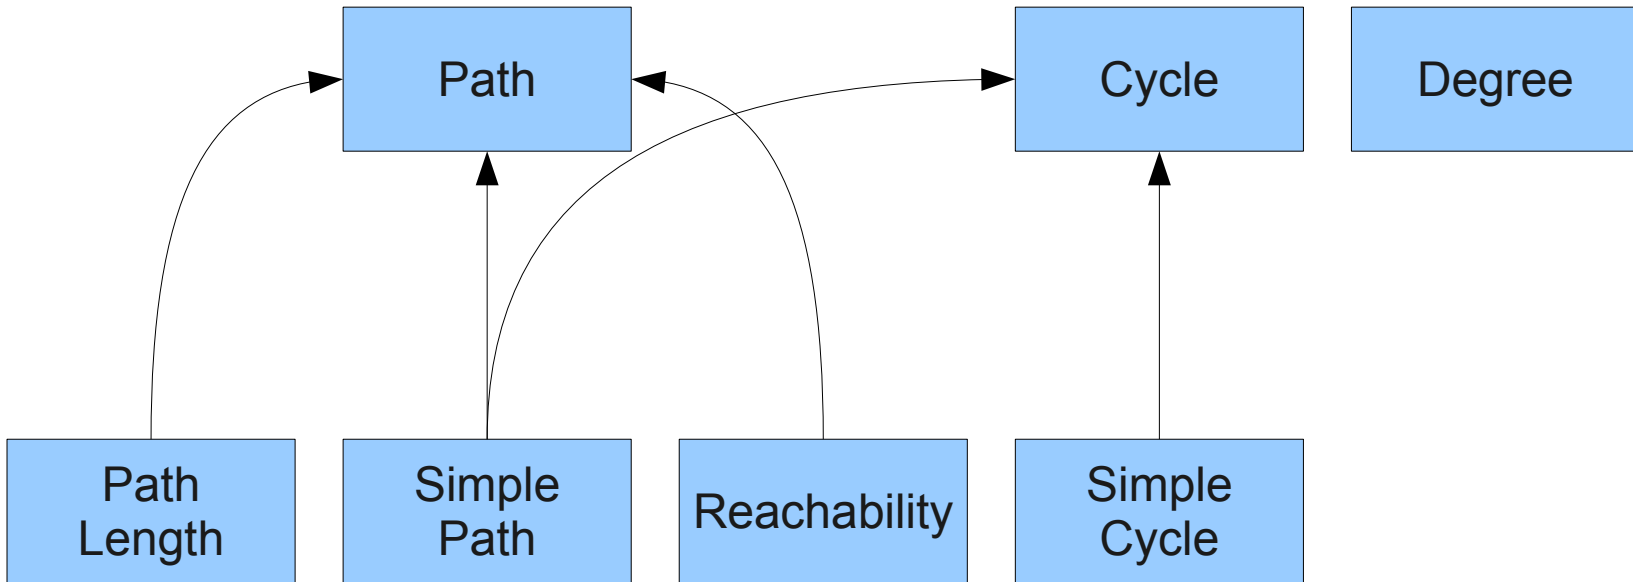 Path
Cycle
Degree
Path
Length
Simple
Path
Reachability
Simple
Cycle